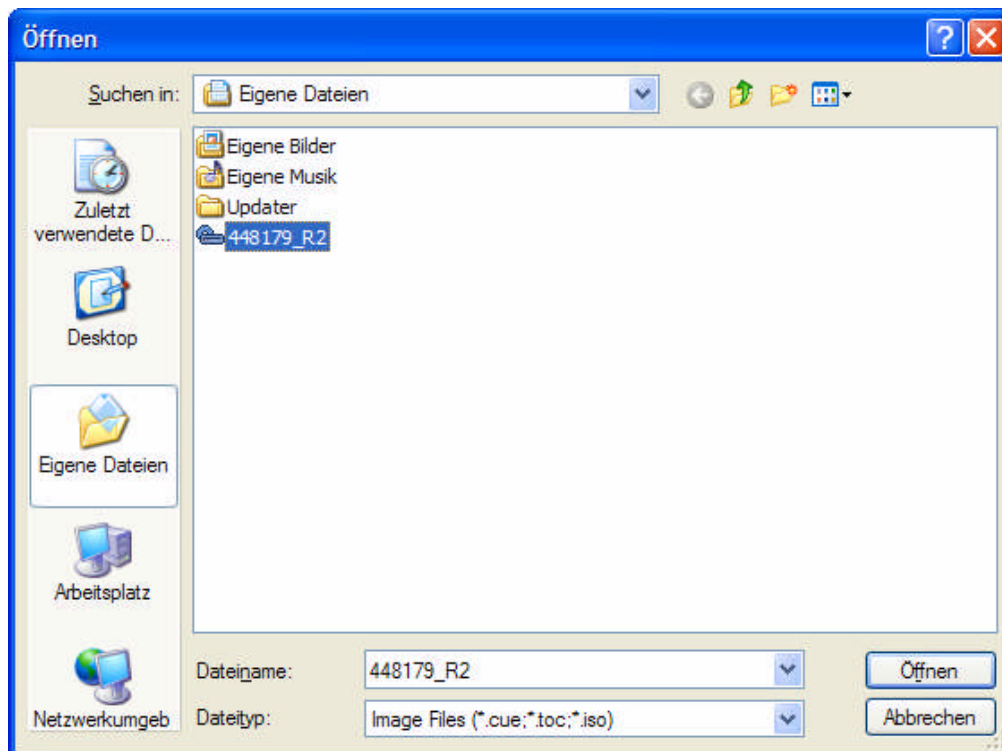 Öffnen
Suchen in: Eigene Dateien
Eigene Bilder
Eigene Musik
Updater
448179_R2
Zuletzt
verwendete D...
Desktop
Eigene Dateien
Arbeitsplatz
Netzwerkumgeb
Dateiname: 448179_R2 Öffnen
Dateityp: Image Files (*.cue;*.toc;*.iso) Abbrechen